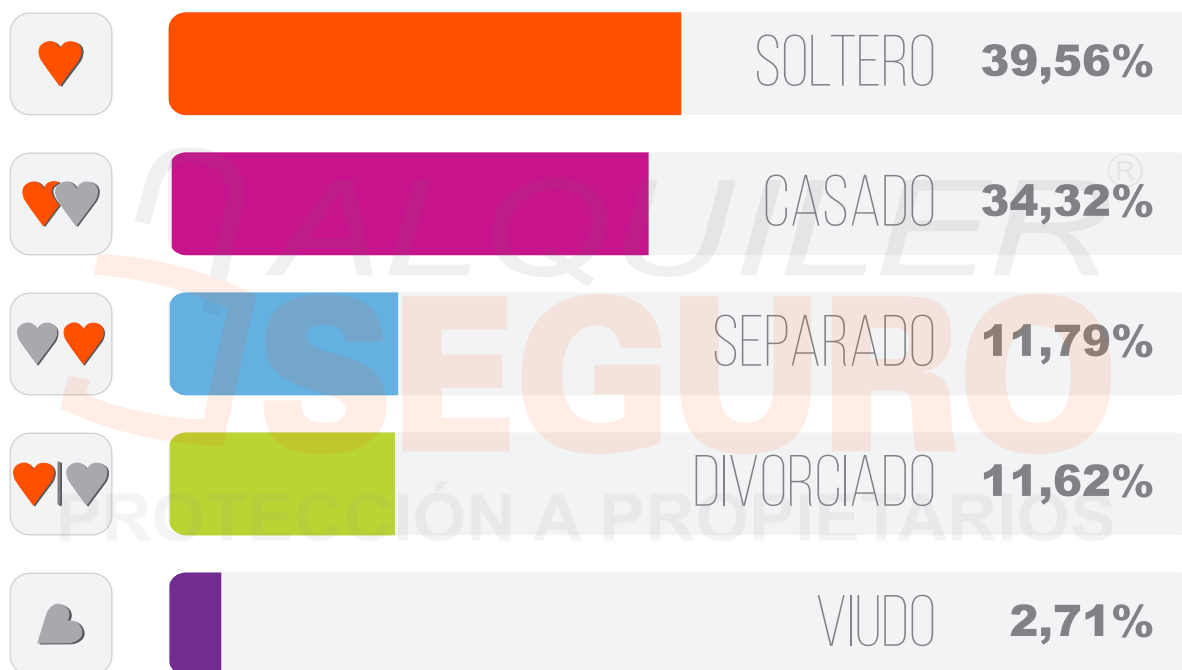 SOLTERO 39,56%
CASADO 34,32%
SEPARADO 11,79%
DIVORCIADO 11,62%
VIUDO 2,71%
ALQUILER®
SEGURO
PROTECCIÓN A PROPIETARIOS